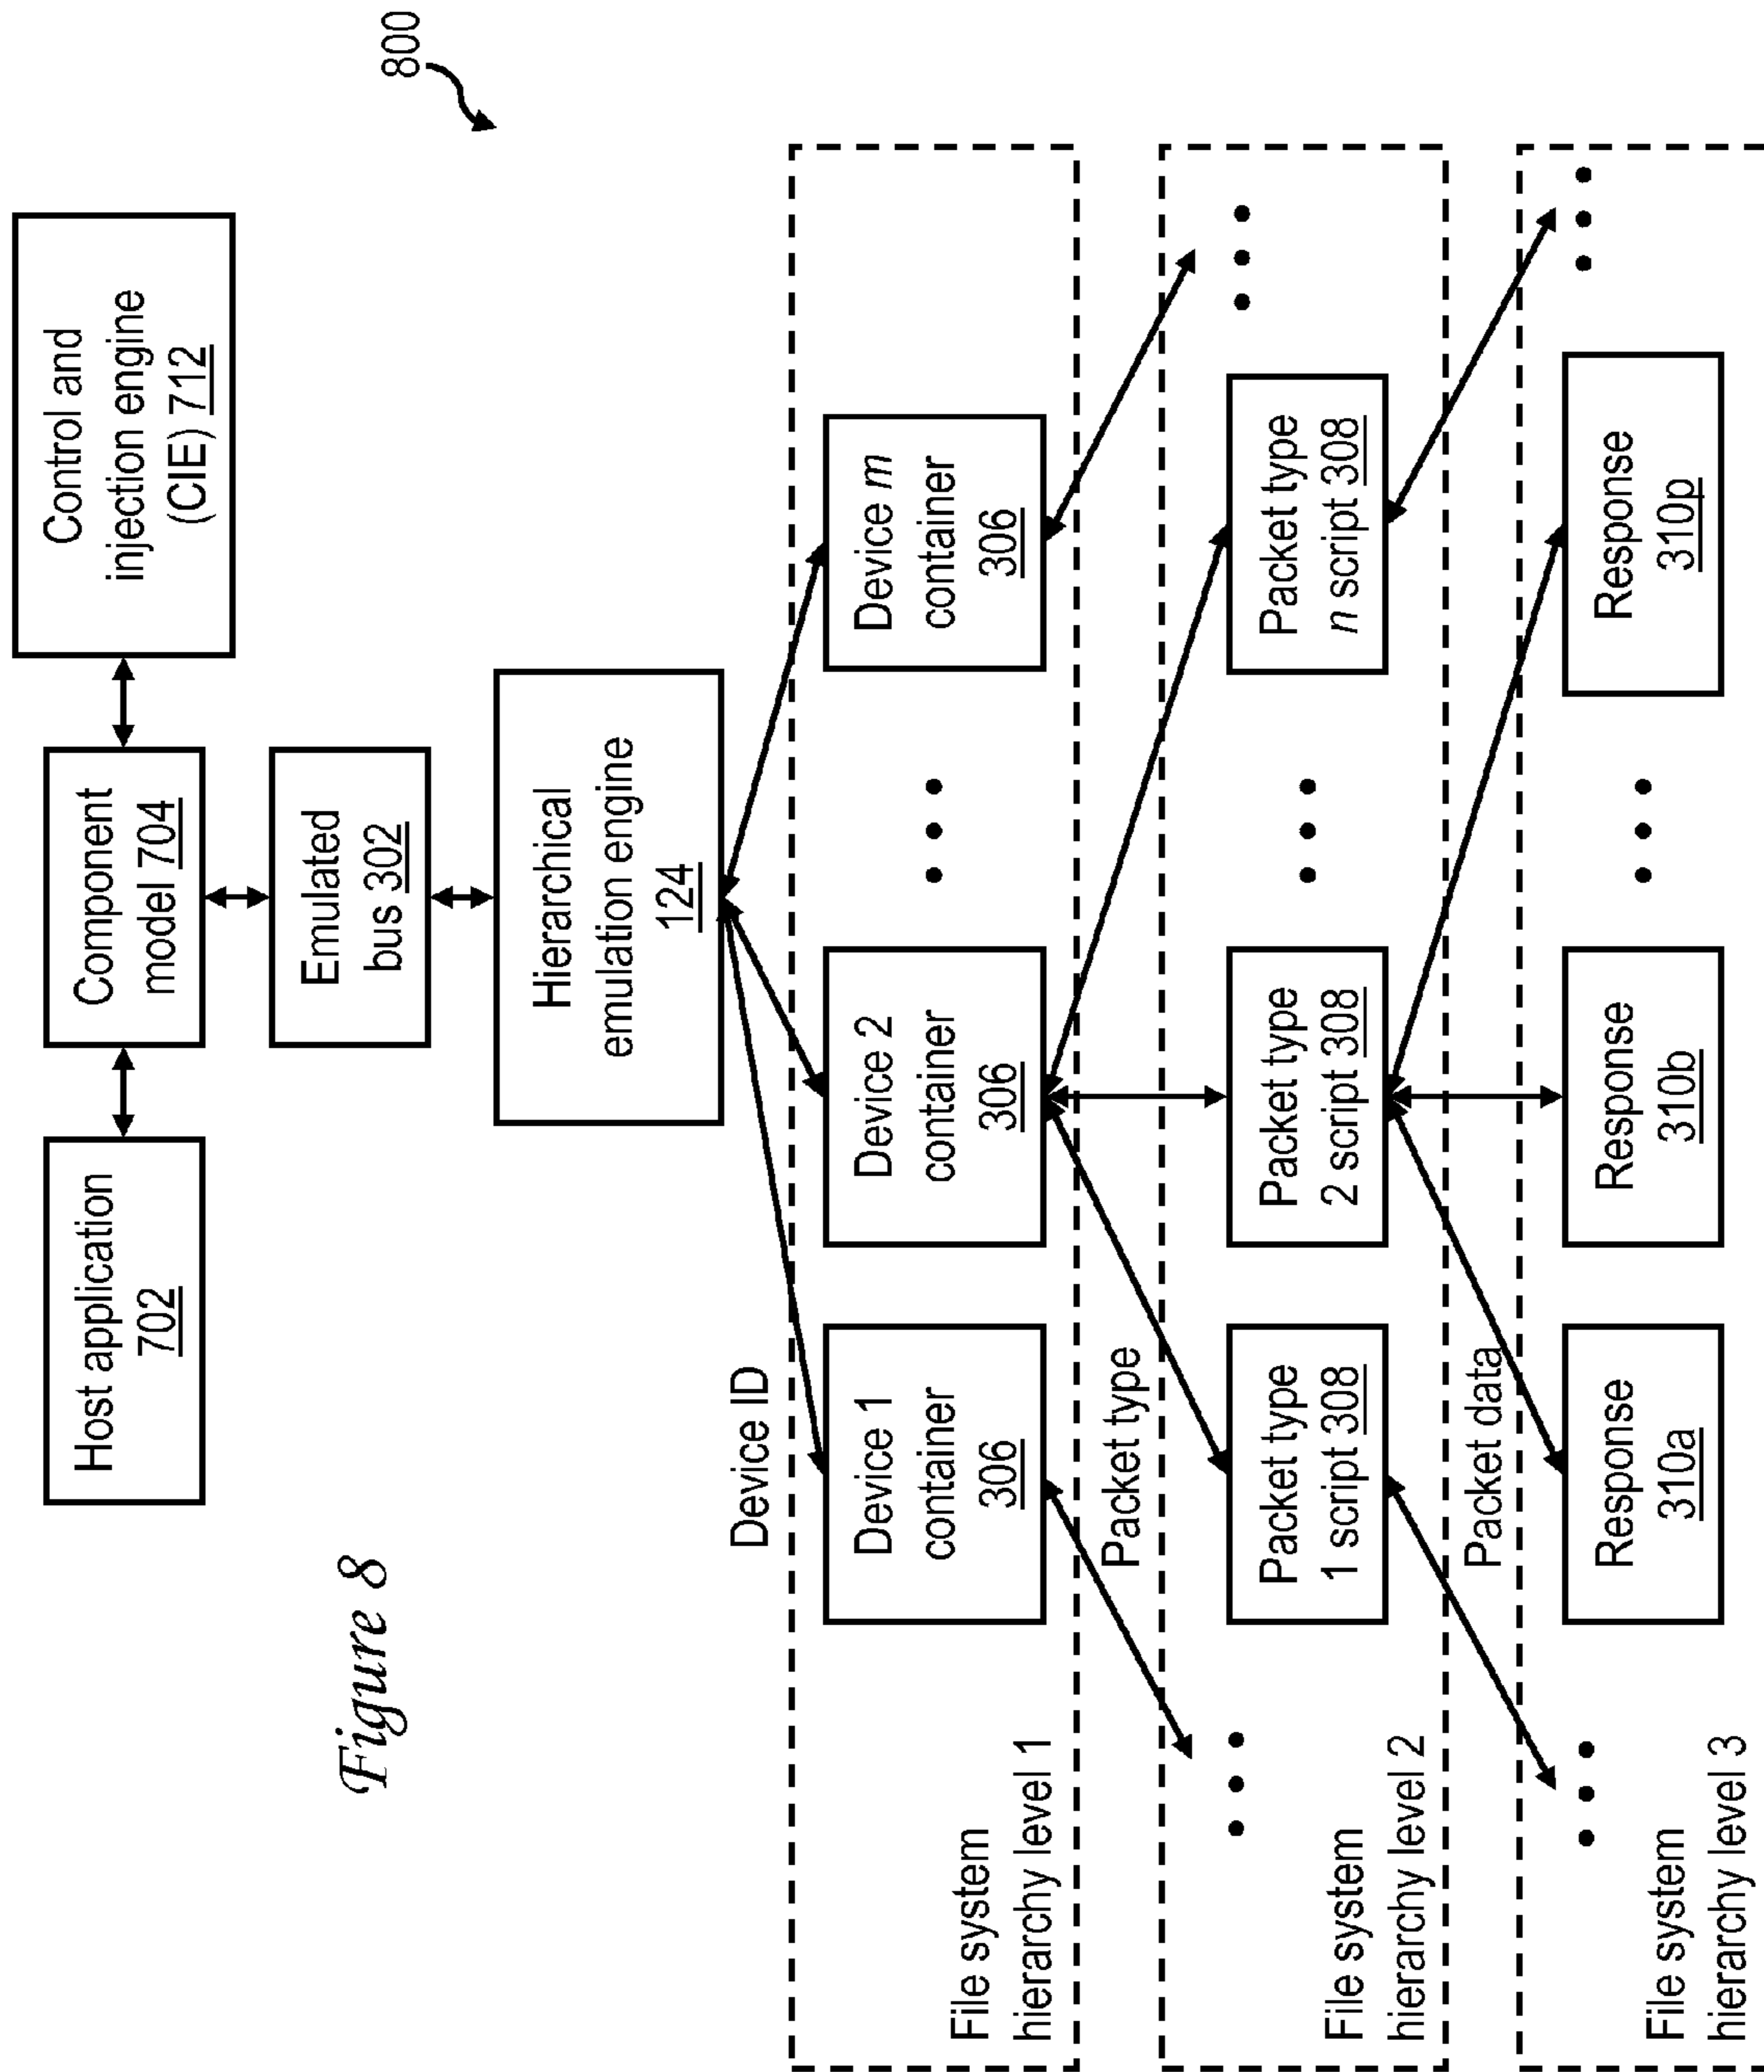 800
Host application
702
Component
model 704
Control and
injection engine
(CIE) 712
Emulated
bus 302
Hierarchical
emulation engine
124
Device ID
Device 1
container
306
Device 2
container
306
Device m
container
306
File system
hierarchy level 1
Packet type
Packet type
1 script 308
Packet type
2 script 308
Packet type
n script 308
File system
hierarchy level 2
Packet data
Response
310a
Response
310b
Response
310p
File system
hierarchy level 3
Figure 8